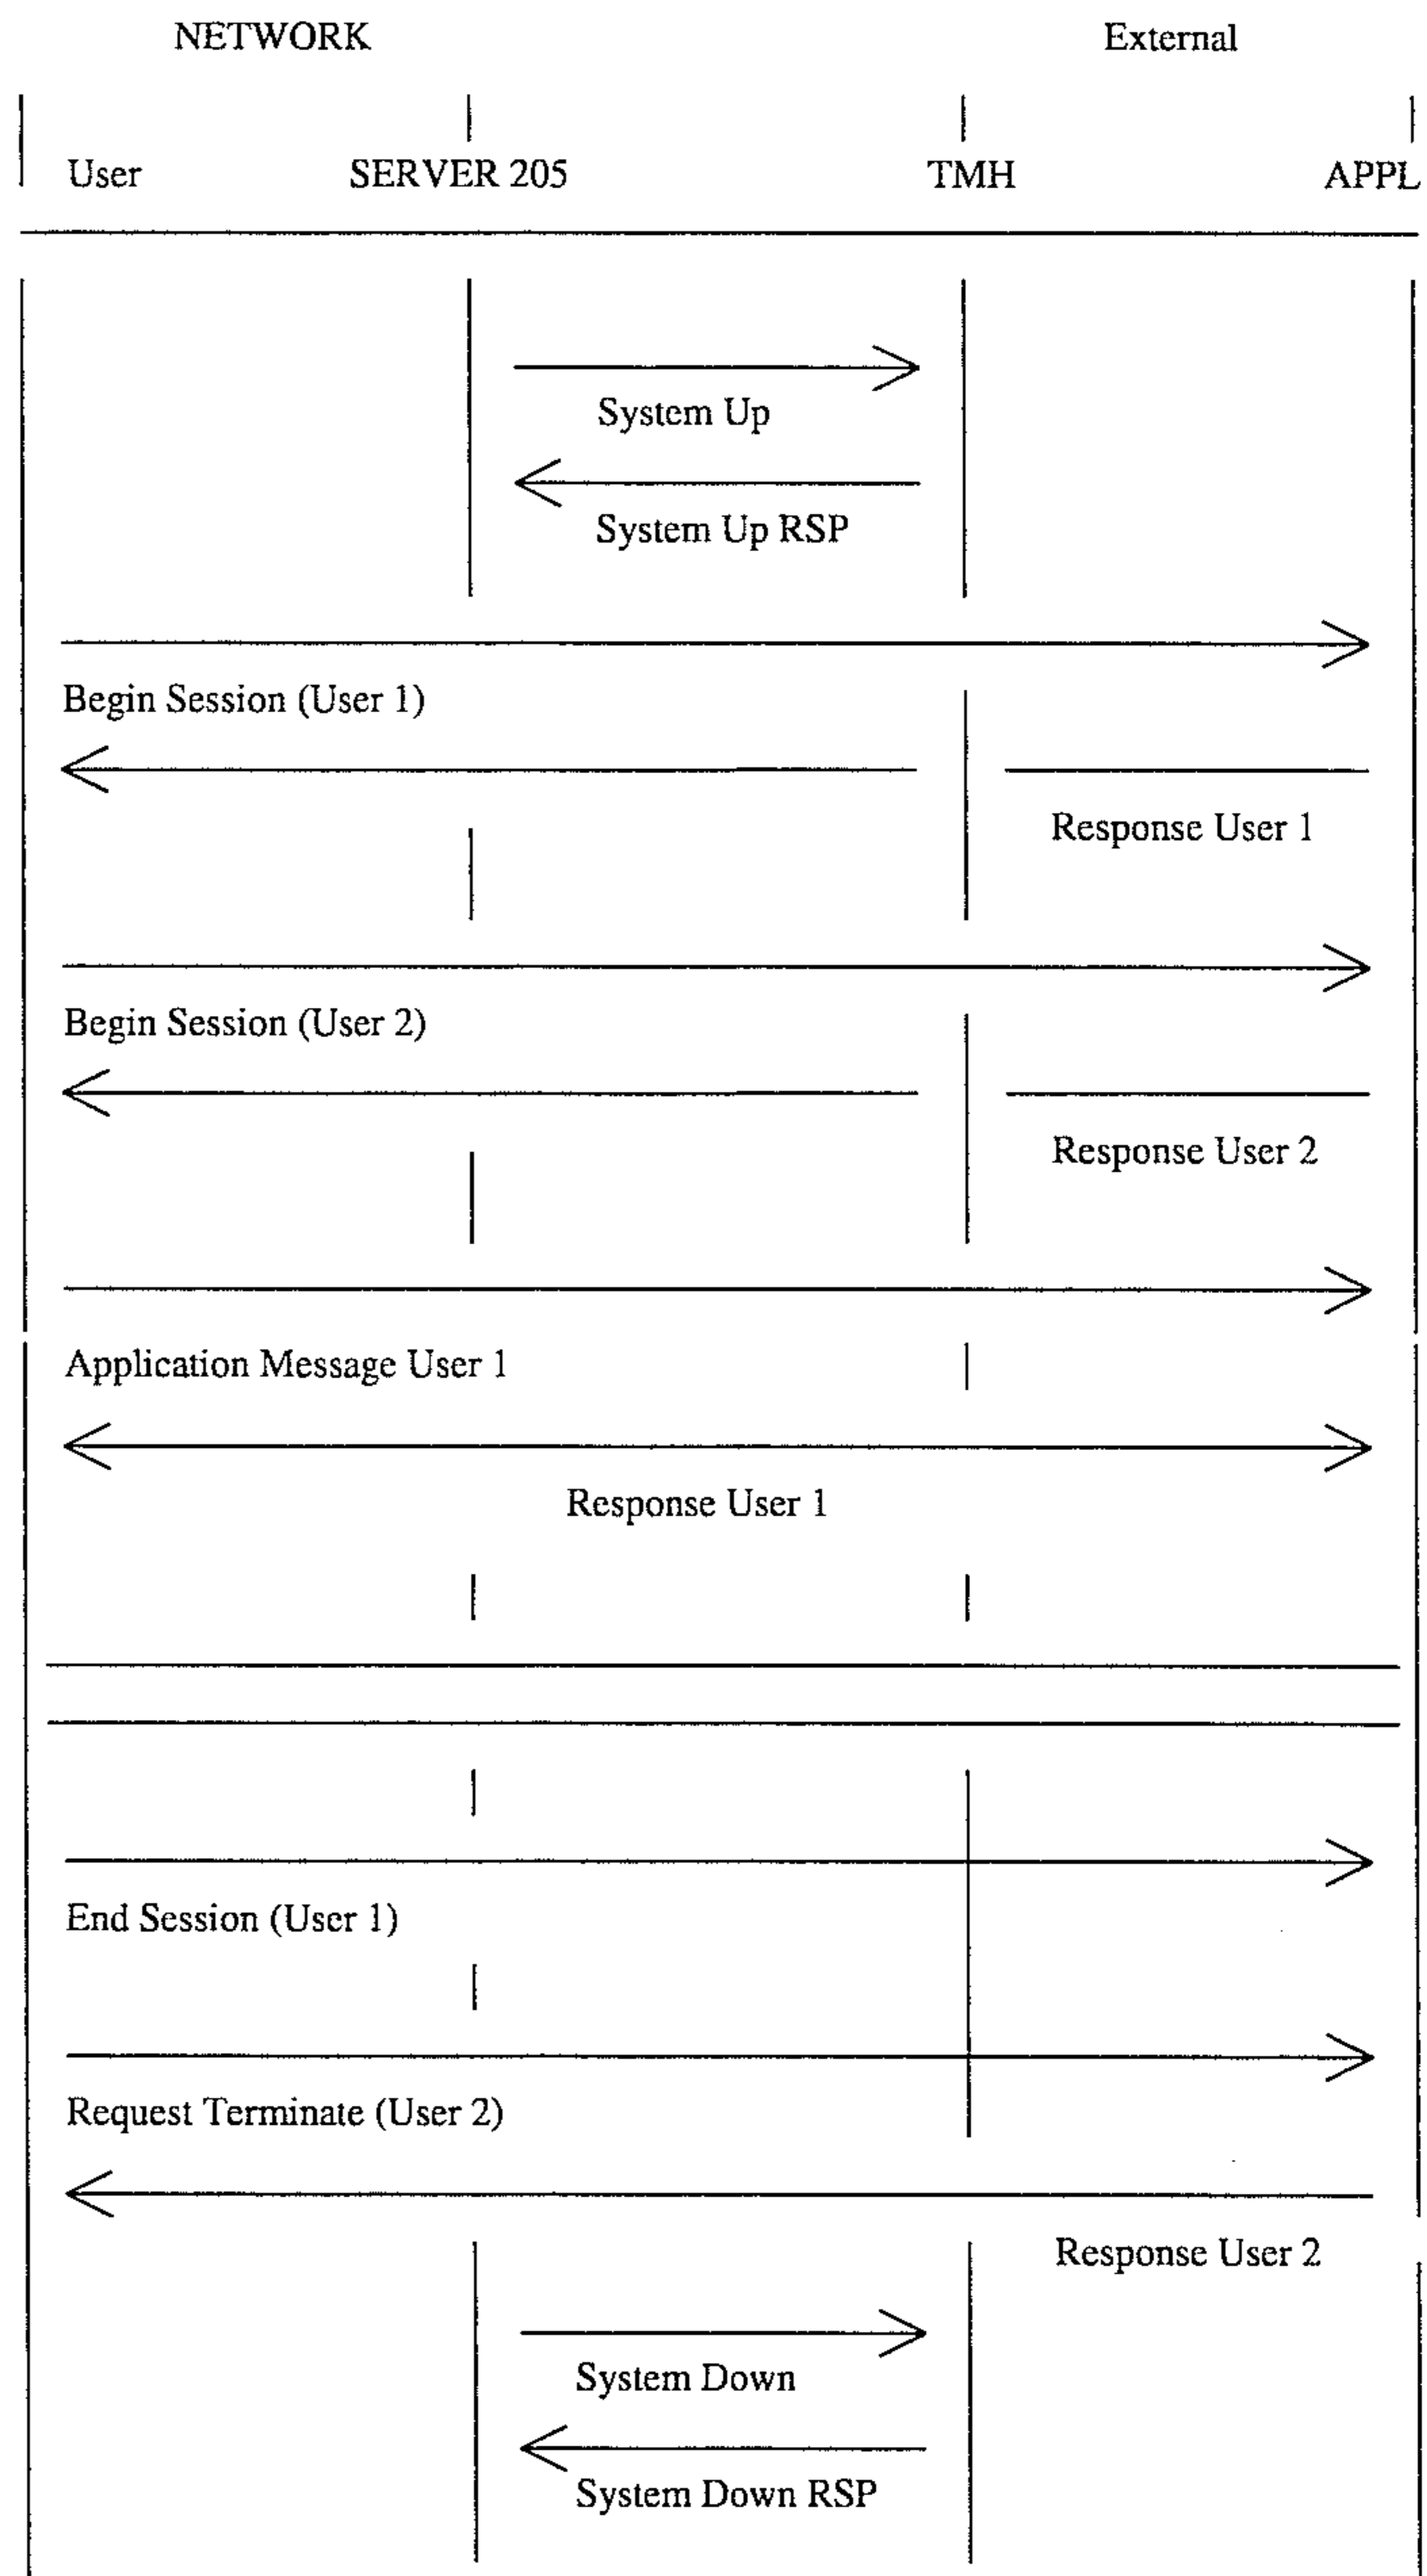 NETWORK External
User SERVER 205 TMH APPL
System Up
System Up RSP
Begin Session (User 1)
Response User 1
Begin Session (User 2)
Response User 2
Application Message User 1
Response User 1
End Session (User 1)
Request Terminate (User 2)
Response User 2
System Down
System Down RSP